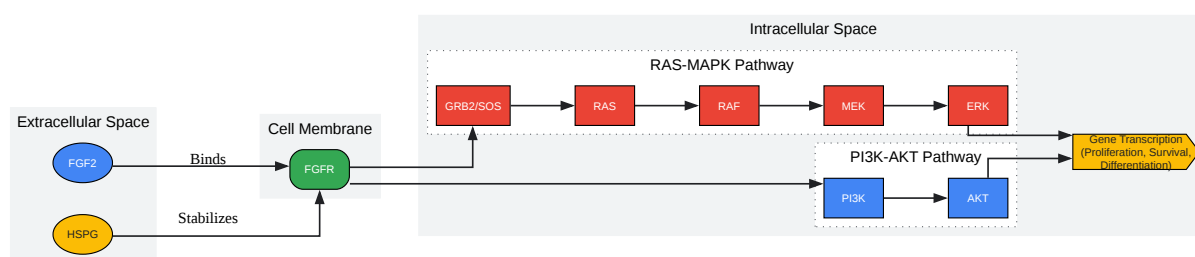 Intracellular Space
RAS-MAPK Pathway
GRB2/SOS
RAS
RAF
MEK
ERK
Extracellular Space
Cell Membrane
FGF2
Binds
FGFR
Gene Transcription
(Proliferation, Survival,
Differentiation)
PI3K-AKT Pathway
PI3K
AKT
HSPG
Stabilizes